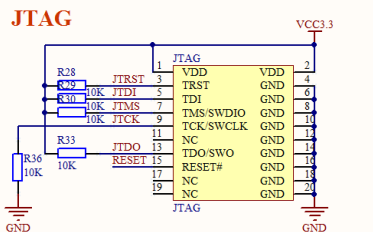 JTAG
VCC3.3
JTAG
1 VDD VDD 2
R28
JTRST 3 TRST GND 4
R29
10K JTDI 5 TDI GND 6
R30
10K JTMS 7 TMS/SWDIO GND 8
10K JTCK 9 TCK/SWCLK GND 10
11 NC GND 12
R33
JTDO 13 TDO/SWO GND 14
10K RESET 15 RESET# GND 16
R36
10K
17 NC GND 18
19 NC GND 20
JTAG
GND GND